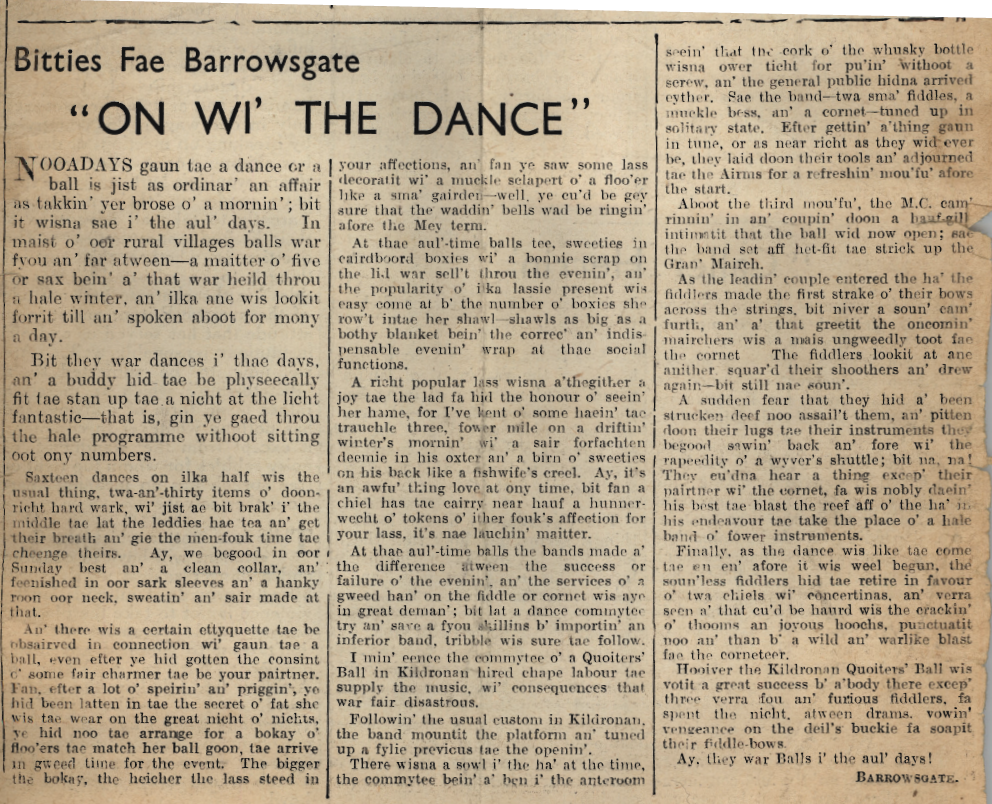 Bitties Fae Barrowsgate
"ON WI' THE DANCE"
NOOADAYS gaun tae a dance or a
ball is jist as ordinar' an affair
as takkin' yer brose o' a mornin'; bit
it wisna sae i' the aul' days. In
maist o' oor rural villages balls war
fyou an' far atween—a maitter o' five
or sax bein' a' that war heild throu
a hale winter, an' ilka ane wis lookit
forrit till an' spoken aboot for mony
a day.
Bit they war dances i' thae days,
an' a buddy hid tae be physeecally
fit tae stan up tae a nicht at the licht
fantastic—that is, gin ye gaed throu
the hale programme withoot sitting
oot ony numbers.
Saxteen dances on ilka half wis the
usual thing, twa-an'-thirty items o' doon-
richt hard wark, wi' jist ae bit brak' i' the
middle tae lat the leddies hae tea an' get
their breath an' gie the men-fouk time tae
cheenge theirs. Ay, we begood in oor
Sunday best an' a clean collar, an'
feenished in oor sark sleeves an' a hanky
roon oor neck, sweatin' an' sair made at
that.
An' there wis a certain ettyquette tae be
obsairved in connection wi' gaun tae a
ball, even efter ye hid gotten the consint
o' some fair charmer tae be your pairtner.
Fan, efter a lot o' speirin' an' priggin', ye
hid been latten in tae the secret o' fat she
wis tae wear on the great nicht o' nichts,
ye hid noo tae arrange for a bokay o'
floo'ers tae match her ball goon, tae arrive
in gweed time for the event. The bigger
the bokay, the heicher the lass steed in
your affections, an' fan ye saw some lass
decoratit wi' a muckle sclapert o' a floo'er
like a sma' gairden—well, ye cu'd be gey
sure that the waddin' bells wad be ringin'
afore the Mey term.
At thae aul'-time balls tee, sweeties in
cairdboord boxies wi' a bonnie scrap on
the lid war sell't throu the evenin', an'
the popularity o' ilka lassie present wis
easy come at b' the number o' boxies she
row't intae her shawl—shawls as big as a
bothy blanket bein' the correc' an' indis-
pensable evenin' wrap at thae social
functions.
A richt popular lass wisna a'thegither a
joy tae the lad fa hid the honour o' seein'
her hame, for I've kent o' some haein' tae
trauchle three, fower mile on a driftin'
winter's mornin' wi' a sair forfachten
deemie in his oxter an' a birn o' sweeties
on his back like a fishwife's creel. Ay, it's
an awfu' thing love at ony time, bit fan a
chiel has tae cairry near hauf a hunner-
wecht o' tokens o' ither fouk's affection for
your lass, it's nae lauchin' maitter.
At thae aul'-time balls the bands made a'
the difference atween the success or
failure o' the evenin', an' the services o' a
gweed han' on the fiddle or cornet wis aye
in great deman'; bit lat a dance commytee
try an' save a fyou shillins b' importin' an
inferior band, tribble wis sure tae follow.
I min' eence the commytee o' a Quoiters'
Ball in Kildronan hired chape labour tae
supply the music, wi' consequences that
war fair disastrous.
Followin' the usual custom in Kildronan,
the band mountit the platform an' tuned
up a fylie previcus tae the openin'.
There wisna a sowl i' the ha' at the time,
the commytee bein' a' ben i' the anteroom
seein' that the cork o' the whusky bottle
wisna ower ticht for pu'in' withoot a
screw, an' the general public hidna arrived
eyther. Sae the band—twa sma' fiddles, a
muckle bess, an' a cornet—tuned up in
solitary state. Efter gettin' a'thing gaun
in tune, or as near richt as they wid ever
be, they laid doon their tools an' adjourned
tae the Airms for a refreshin' mou'fu' afore
the start.
Aboot the third mou'fu', the M.C. cam'
rinnin' in an' coupin' doon a hauf-gill
intimatit that the ball wid now open; sae
the band set aff het-fit tae strick up the
Gran' Mairch.
As the leadin' couple entered the ha' the
fiddlers made the first strake o' their bows
across the strings, bit niver a soun' cam'
furth, an' a' that greetit the oncomin'
mairchers wis a mais ungweedly toot fae
the cornet The fiddlers lookit at ane
anither squar'd their shoothers an' drew
again—bit still nae soun'.
A sudden fear that they hid a' been
strucken deef noo assail't them, an' pitten
doon their lugs tae their instruments they
begood sawin' back an' fore wi' the
rapeedity o' a wyver's shuttle; bit na, na!
They cu'dna hear a thing excep' their
pairtner wi' the cornet, fa wis nobly daein'
his best tae blast the reef aff o' the ha' in
his endeavour tae take the place o' a hale
band o' fower instruments.
Finally, as the dance wis like tae come
tae en en' afore it wis weel begun, the
soun'less fiddlers hid tae retire in favour
o' twa chiels wi' concertinas, an' verra
seen a' that cu'd be haurd wis the crackin'
o' thooms an joyous hoochs, punctuatit
noo an' than b' a wild an' warlike blast
fae the corneteer.
Hooiver the Kildronan Quoiters' Ball wis
votit a great success b' a'body there excep'
three verra fou an' furious fiddlers, fa
spent the nicht, atween drams, vowin'
vengeance on the deil's buckie fa soapit
their fiddle-bows.
Ay, they war Balls i' the aul' days!
BARROWSGATE.